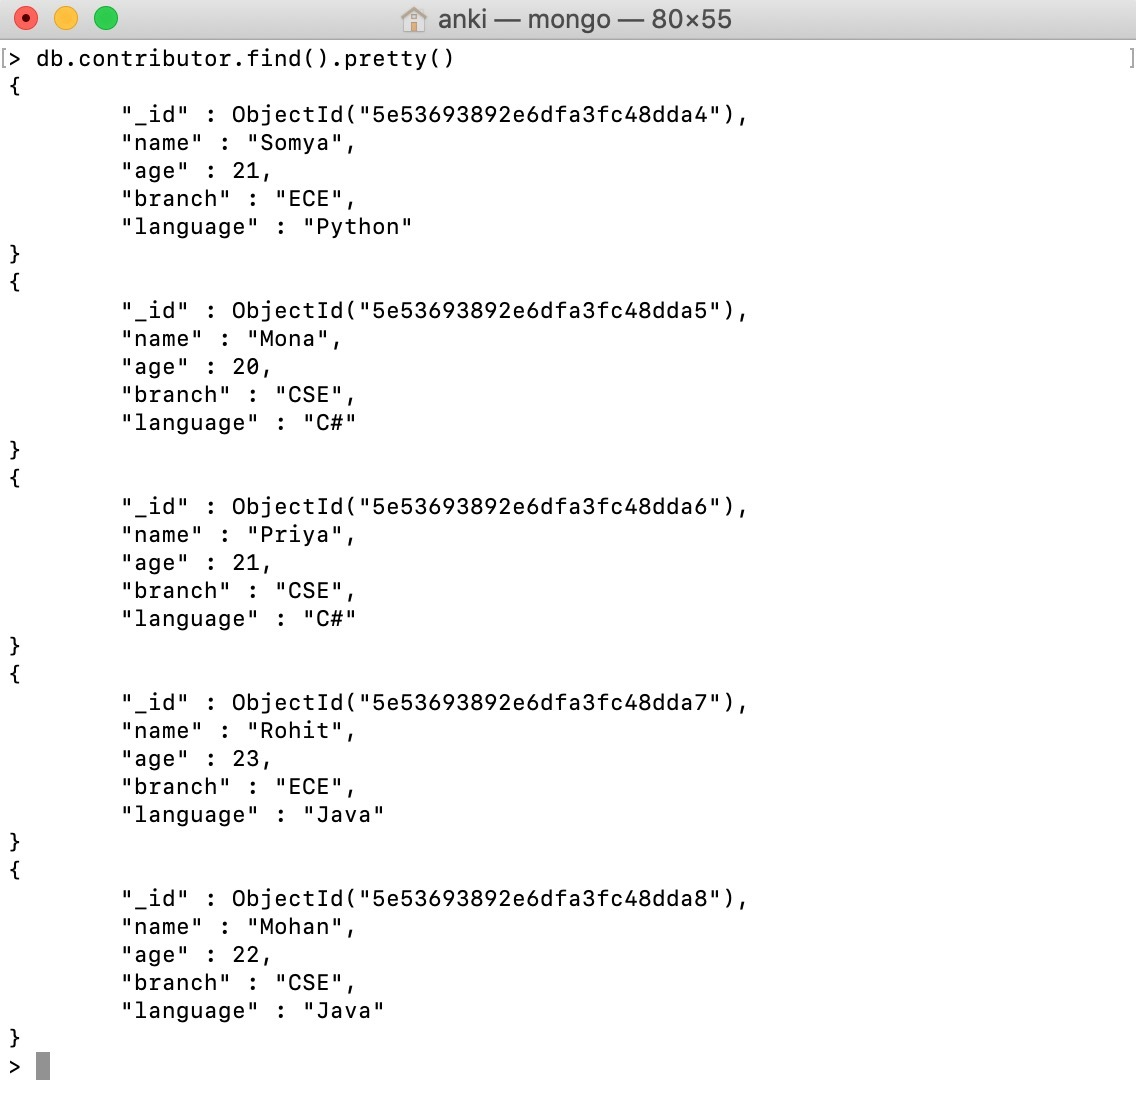 anki — mongo — 80×55
[> db.contributor.find().pretty() ]
{
"_id" : ObjectId("5e53693892e6dfa3fc48dda4"),
"name" : "Somya",
"age" : 21,
"branch" : "ECE",
"language" : "Python"
}
{
"_id" : ObjectId("5e53693892e6dfa3fc48dda5"),
"name" : "Mona",
"age" : 20,
"branch" : "CSE",
"language" : "C#"
}
{
"_id" : ObjectId("5e53693892e6dfa3fc48dda6"),
"name" : "Priya",
"age" : 21,
"branch" : "CSE",
"language" : "C#"
}
{
"_id" : ObjectId("5e53693892e6dfa3fc48dda7"),
"name" : "Rohit",
"age" : 23,
"branch" : "ECE",
"language" : "Java"
}
{
"_id" : ObjectId("5e53693892e6dfa3fc48dda8"),
"name" : "Mohan",
"age" : 22,
"branch" : "CSE",
"language" : "Java"
}
>